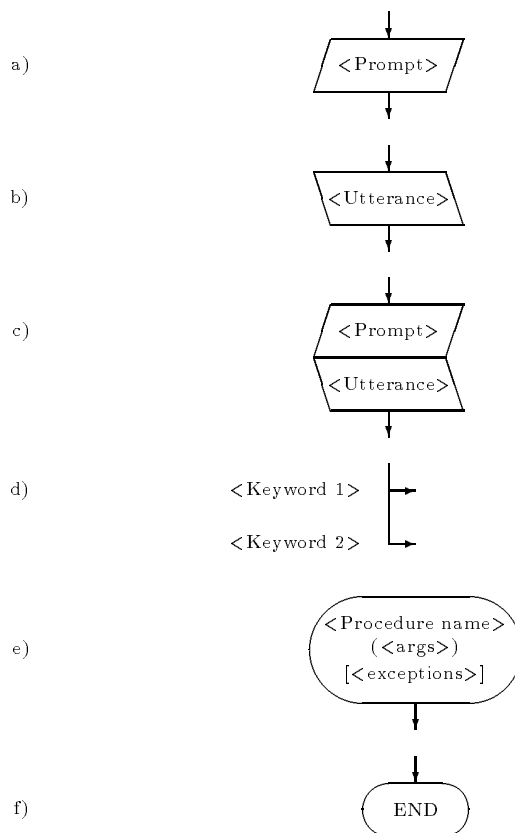 a) <Prompt>
b) <Utterance>
c) <Prompt>
<Utterance>
d) <Keyword 1>
<Keyword 2>
<Procedure name>
e) (<args>)
[<exceptions>]
f) END